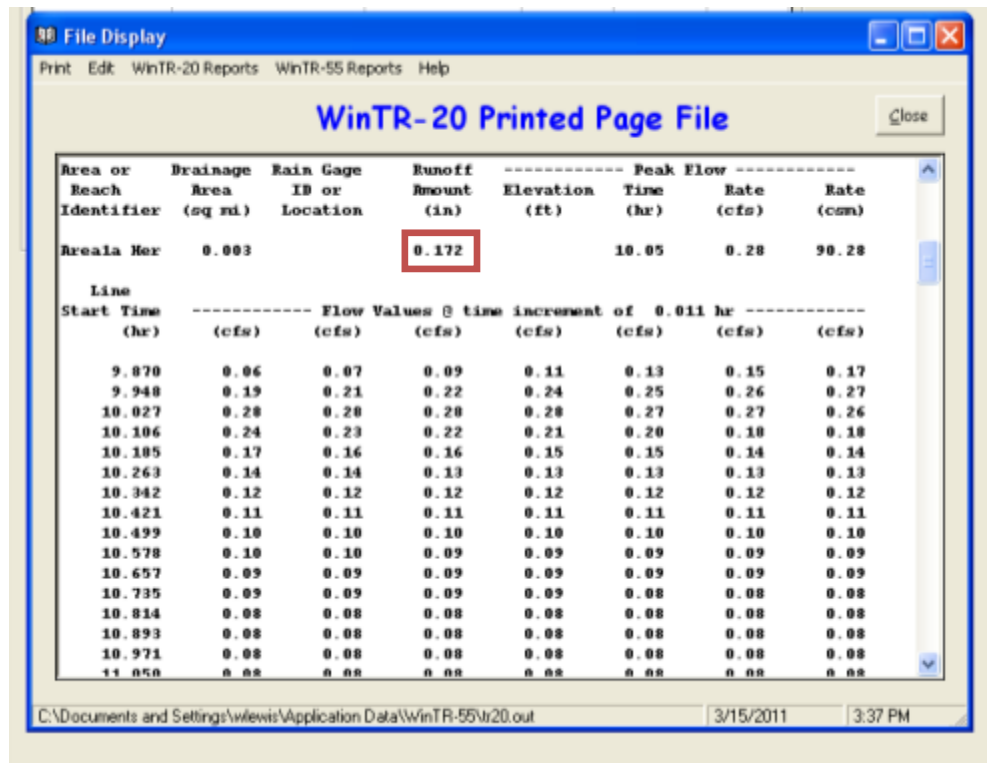 File Display
Print Edit WinTR-20 Reports WinTR-55 Reports Help
WinTR-20 Printed Page File
Close
Area or Drainage Rain Gage Runoff ------------ Peak Flow ------------
Reach Area ID or Amount Elevation Time Rate Rate
Identifier (sq mi) Location (in) (ft) (hr) (cfs) (csm)
Area1a Her 0.003 0.172 10.05 0.28 90.28
Line
Start Time ------------ Flow Values @ time increment of 0.011 hr ------------
(hr) (cfs) (cfs) (cfs) (cfs) (cfs) (cfs) (cfs)
9.870 0.06 0.07 0.09 0.11 0.13 0.15 0.17
9.948 0.19 0.21 0.22 0.24 0.25 0.26 0.27
10.027 0.28 0.28 0.28 0.28 0.27 0.27 0.26
10.106 0.24 0.23 0.22 0.21 0.20 0.18 0.18
10.185 0.17 0.16 0.16 0.15 0.15 0.14 0.14
10.263 0.14 0.14 0.13 0.13 0.13 0.13 0.13
10.342 0.12 0.12 0.12 0.12 0.12 0.12 0.12
10.421 0.11 0.11 0.11 0.11 0.11 0.11 0.11
10.499 0.10 0.10 0.10 0.10 0.10 0.10 0.10
10.578 0.10 0.10 0.09 0.09 0.09 0.09 0.09
10.657 0.09 0.09 0.09 0.09 0.09 0.09 0.09
10.735 0.09 0.09 0.09 0.09 0.08 0.08 0.08
10.814 0.08 0.08 0.08 0.08 0.08 0.08 0.08
10.893 0.08 0.08 0.08 0.08 0.08 0.08 0.08
10.971 0.08 0.08 0.08 0.08 0.08 0.08 0.08
11.050 0.08 0.08 0.08 0.08 0.08 0.08 0.08
C:\Documents and Settings\wlewis\Application Data\WinTR-55\tr20.out 3/15/2011 3:37 PM